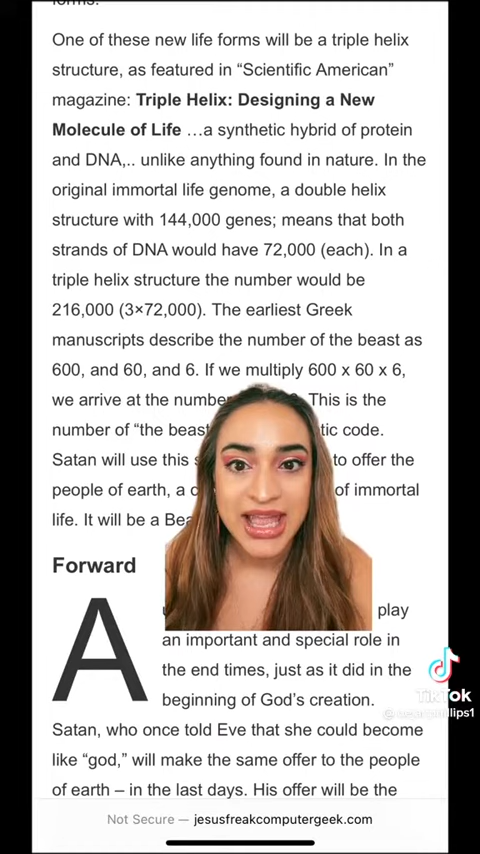 forms.
One of these new life forms will be a triple helix
structure, as featured in “Scientific American”
magazine: Triple Helix: Designing a New
Molecule of Life …a synthetic hybrid of protein
and DNA,.. unlike anything found in nature. In the
original immortal life genome, a double helix
structure with 144,000 genes; means that both
strands of DNA would have 72,000 (each). In a
triple helix structure the number would be
216,000 (3×72,000). The earliest Greek
manuscripts describe the number of the beast as
600, and 60, and 6. If we multiply 600 x 60 x 6,
we arrive at the number This is the
number of “the beast tic code.
Satan will use this to offer the
people of earth, a of immortal
life. It will be a Bea
Forward
A
play
an important and special role in
the end times, just as it did in the
beginning of God’s creation.
Satan, who once told Eve that she could become
like “god,” will make the same offer to the people
of earth – in the last days. His offer will be the
TikTok
Not Secure — jesusfreakcomputergeek.com